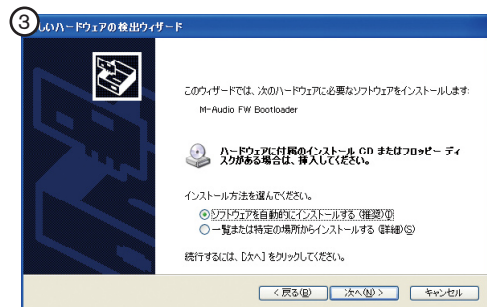 ③
しいハードウェアの検出ウィザード
このウィザードでは、次のハードウェアに必要なソフトウェアをインストールします:
M-Audio FW Bootloader
ハードウェアに付属のインストール CD またはフロッピー ディ
スクがある場合は、挿入してください。
インストール方法を選んでください。
ソフトウェアを自動的にインストールする (推奨)(I)
一覧または特定の場所からインストールする (詳細)(S)
続行するには、[次へ] をクリックしてください。
< 戻る(B) 次へ(N) > キャンセル